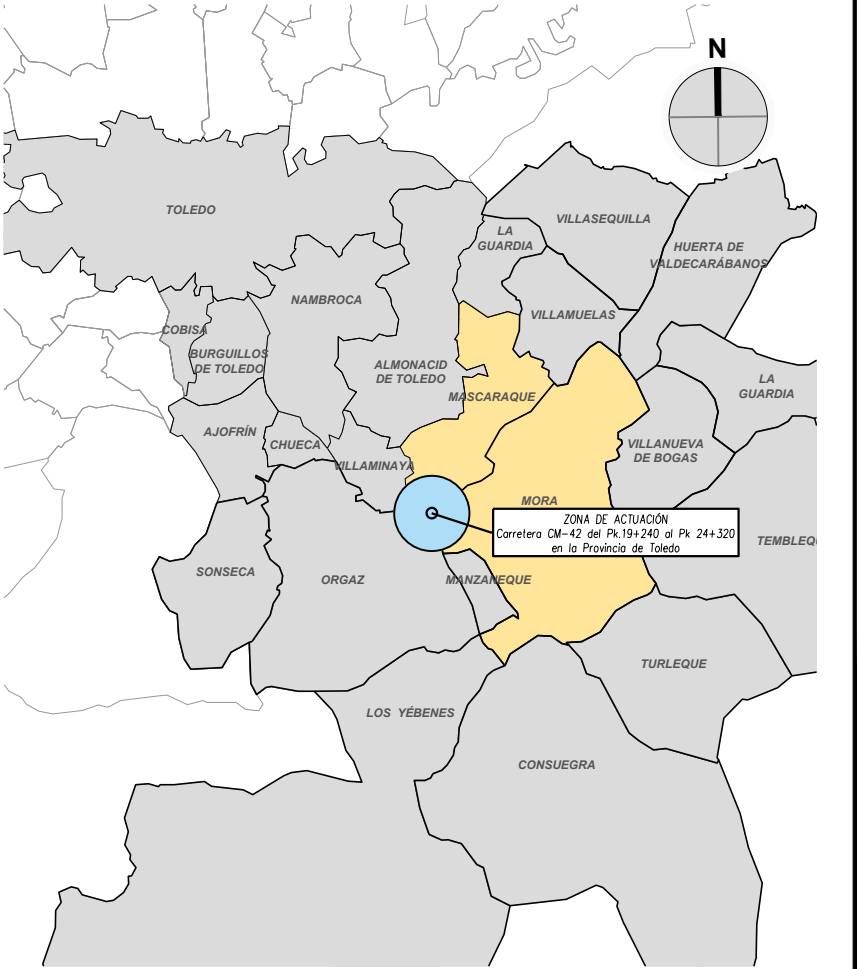 N
TOLEDO
LA
GUARDIA
VILLASEQUILLA
HUERTA DE
VALDECARÁBANOS
NAMBROCA
VILLAMUELAS
COBISA
BURGUILLOS
DE TOLEDO
ALMONACID
DE TOLEDO
MASCARAQUE
LA
GUARDIA
AJOFRÍN
CHUECA
VILLAMINAYA
VILLANUEVA
DE BOGAS
MORA
ZONA DE ACTUACIÓN
Carretera CM-42 del Pk.19+240 al Pk 24+320
en la Provincia de Toledo
TEMBLEQ
SONSECA
ORGAZ
MANZANEQUE
TURLEQUE
LOS YÉBENES
CONSUEGRA